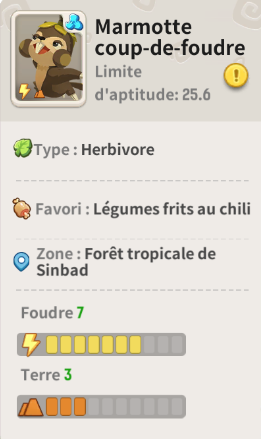 Marmotte
coup-de-foudre
Limite
d'aptitude: 25.6
Type : Herbivore
Favori : Légumes frits au chili
Zone : Forêt tropicale de
Sinbad
Foudre 7
Terre 3